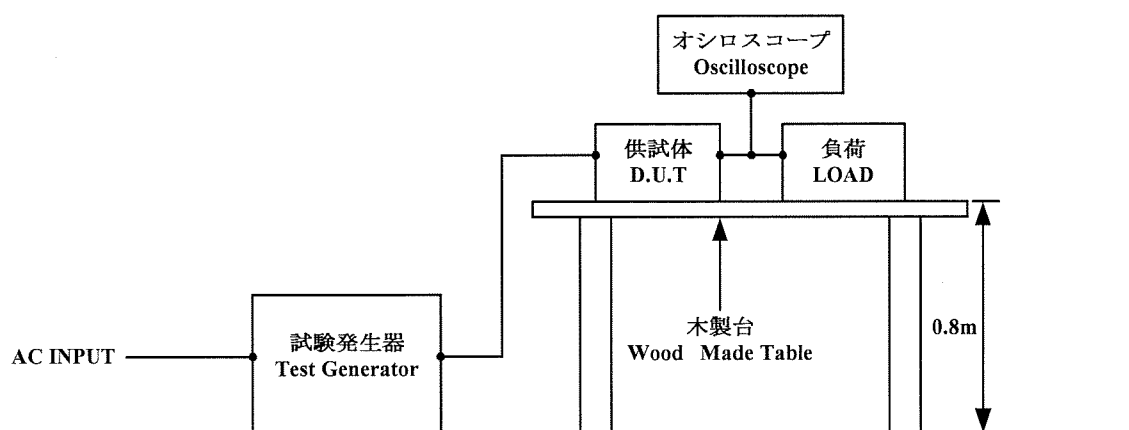 オシロスコープ
Oscilloscope
供試体
D.U.T
負荷
LOAD
木製台
Wood Made Table
0.8m
AC INPUT
試験発生器
Test Generator